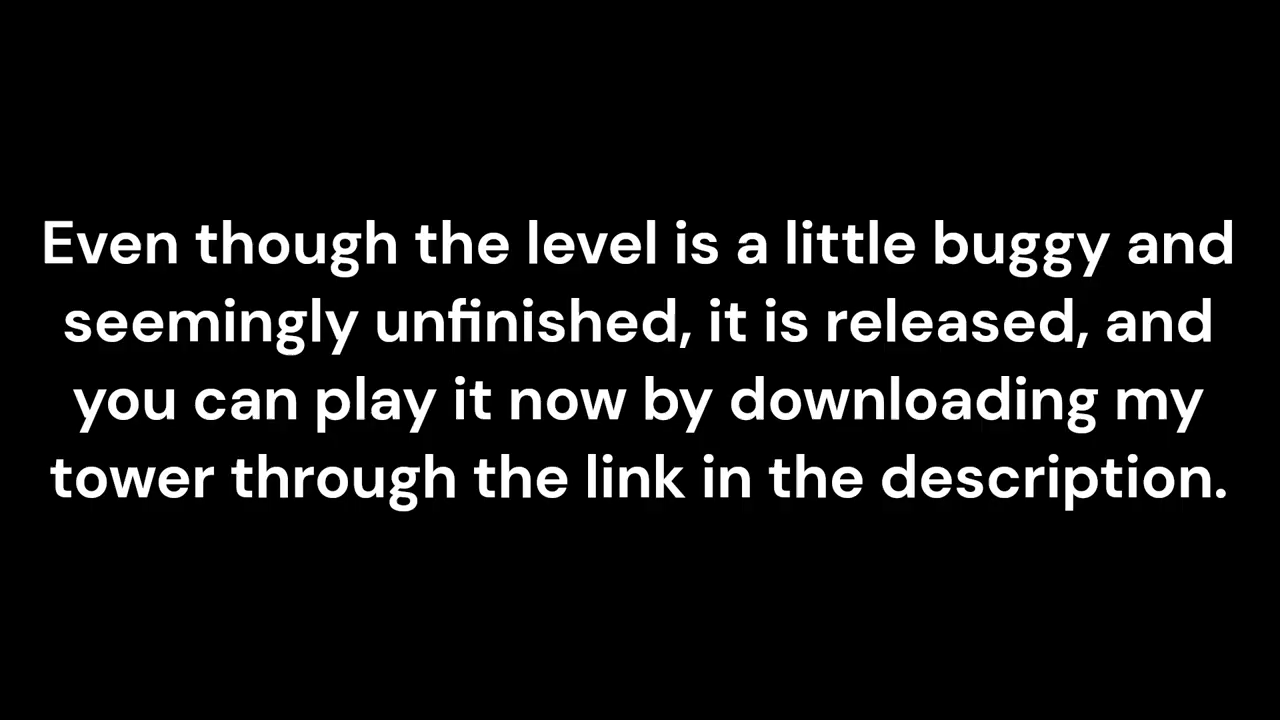 Even though the level is a little buggy and
seemingly unfinished, it is released, and
you can play it now by downloading my
tower through the link in the description.